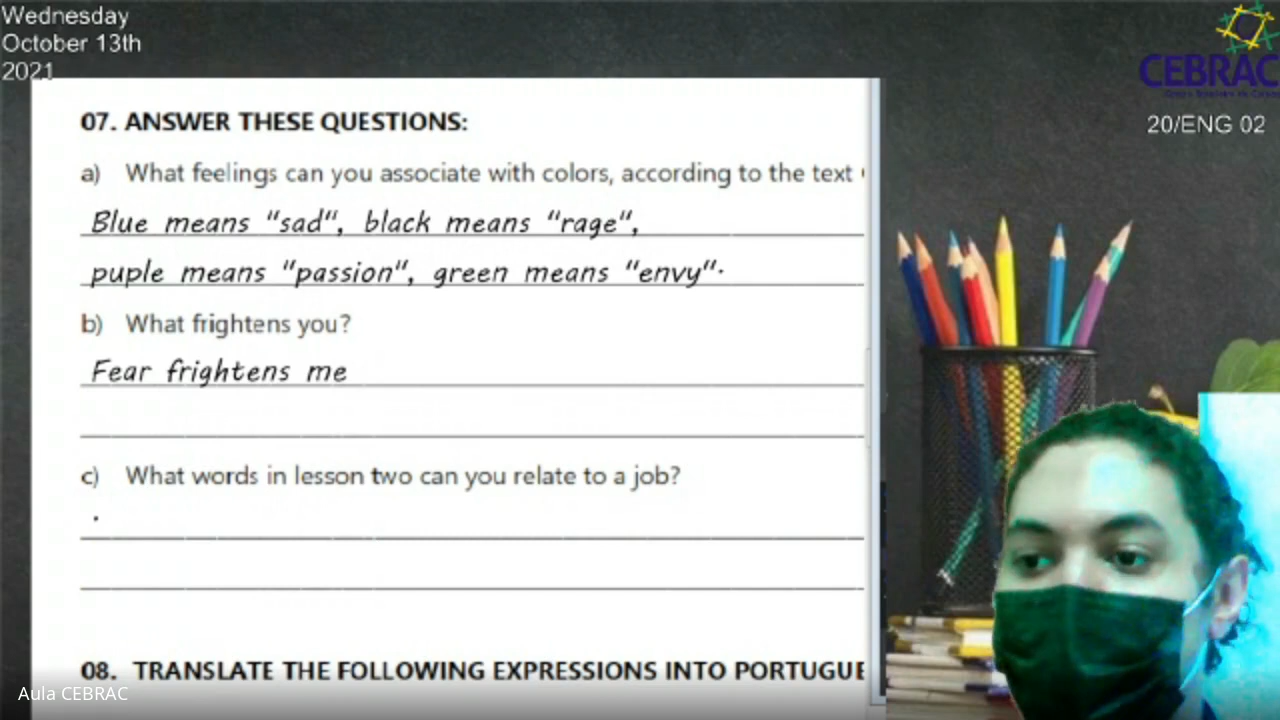 Wednesday
October 13th
2021
CEBRAC
20/ENG 02
07. ANSWER THESE QUESTIONS:
a) What feelings can you associate with colors, according to the text
Blue means "sad", black means "rage",
puple means "passion", green means "envy".
b) What frightens you?
Fear frightens me
c) What words in lesson two can you relate to a job?
.
08. TRANSLATE THE FOLLOWING EXPRESSIONS INTO PORTUGUE
Aula CEBRAC